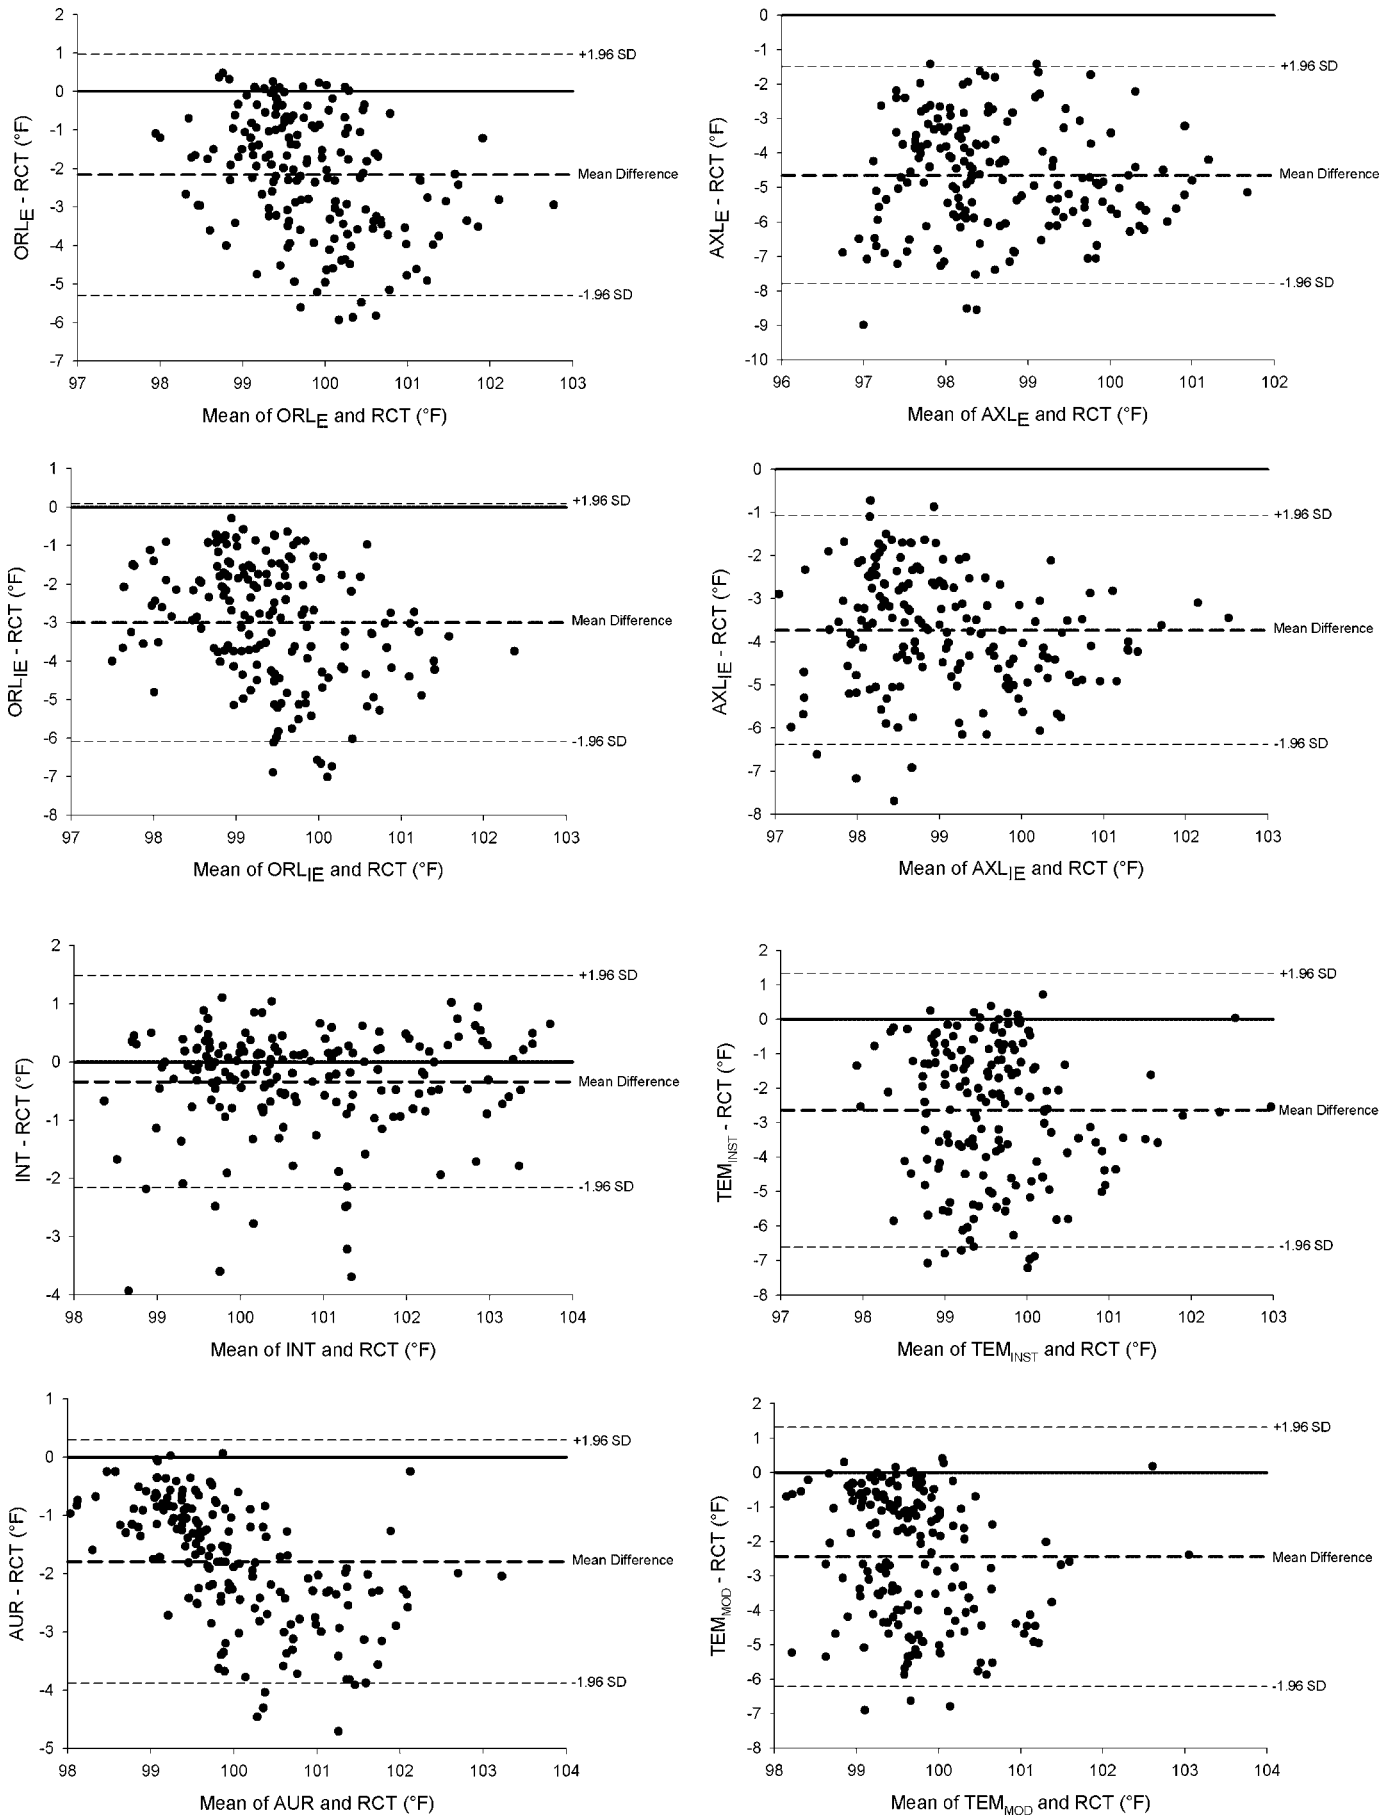 2
1
0
-1
-2
-3
-4
-5
-6
-7
ORLE - RCT (°F)
+1.96 SD
Mean Difference
-1.96 SD
97 98 99 100 101 102 103
Mean of ORLE and RCT (°F)
0
-1
-2
-3
-4
-5
-6
-7
-8
-9
-10
AXLE - RCT (°F)
+1.96 SD
Mean Difference
-1.96 SD
96 97 98 99 100 101 102
Mean of AXLE and RCT (°F)
1
0
-1
-2
-3
-4
-5
-6
-7
-8
ORLIE - RCT (°F)
+1.96 SD
Mean Difference
-1.96 SD
97 98 99 100 101 102 103
Mean of ORLIE and RCT (°F)
0
-1
-2
-3
-4
-5
-6
-7
-8
AXLIE - RCT (°F)
+1.96 SD
Mean Difference
-1.96 SD
97 98 99 100 101 102 103
Mean of AXLIE and RCT (°F)
2
1
0
-1
-2
-3
-4
INT - RCT (°F)
+1.96 SD
Mean Difference
-1.96 SD
98 99 100 101 102 103 104
Mean of INT and RCT (°F)
2
1
0
-1
-2
-3
-4
-5
-6
-7
-8
TEMINST - RCT (°F)
+1.96 SD
Mean Difference
-1.96 SD
97 98 99 100 101 102 103
Mean of TEMINST and RCT (°F)
1
0
-1
-2
-3
-4
-5
AUR - RCT (°F)
+1.96 SD
Mean Difference
-1.96 SD
98 99 100 101 102 103 104
Mean of AUR and RCT (°F)
2
1
0
-1
-2
-3
-4
-5
-6
-7
-8
TEMMOD - RCT (°F)
+1.96 SD
Mean Difference
-1.96 SD
98 99 100 101 102 103 104
Mean of TEMMOD and RCT (°F)